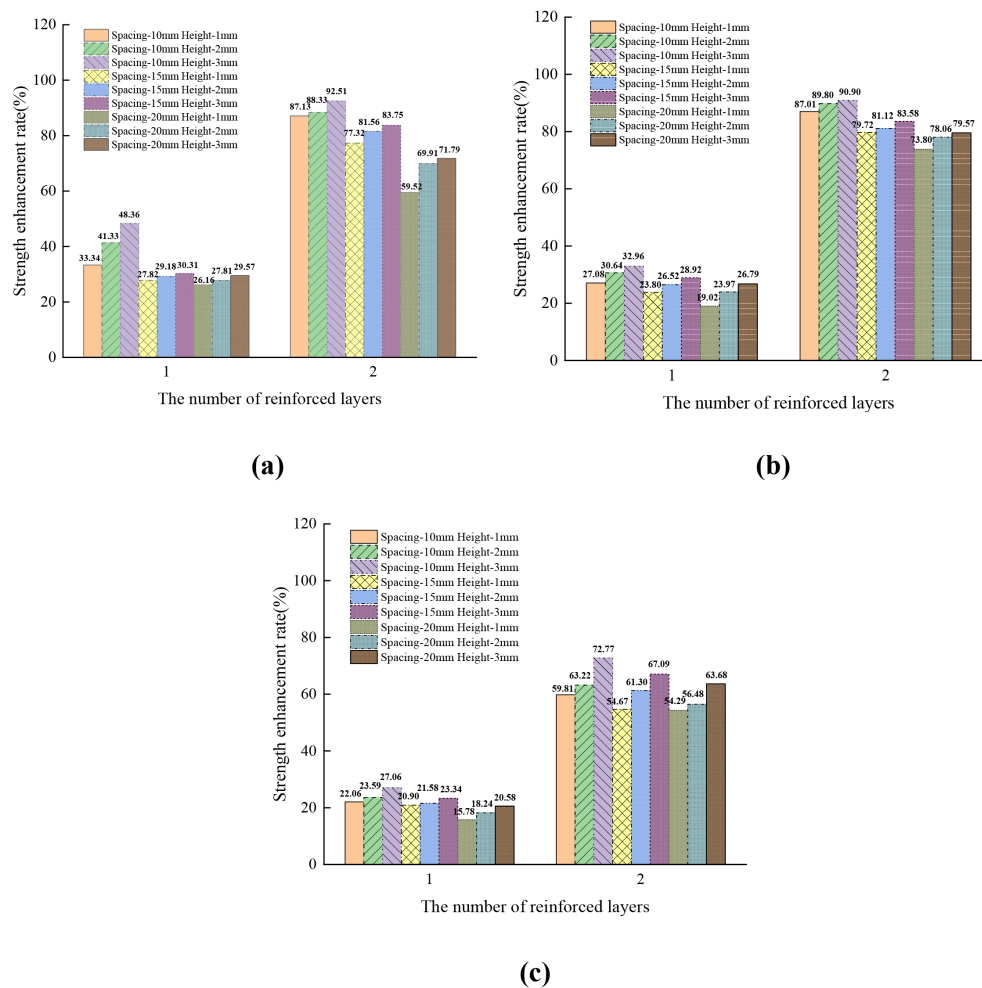 120
100
80
60
40
20
0
Strength enhancement rate(%)
Spacing-10mm Height-1mm
Spacing-10mm Height-2mm
Spacing-10mm Height-3mm
Spacing-15mm Height-1mm
Spacing-15mm Height-2mm
Spacing-15mm Height-3mm
Spacing-20mm Height-1mm
Spacing-20mm Height-2mm
Spacing-20mm Height-3mm
33.34
41.33
48.36
27.82
29.18
30.31
26.16
27.81
29.57
87.13
88.33
92.51
77.32
81.56
83.75
59.52
69.91
71.79
1
2
The number of reinforced layers
(a)
120
100
80
60
40
20
0
Strength enhancement rate(%)
Spacing-10mm Height-1mm
Spacing-10mm Height-2mm
Spacing-10mm Height-3mm
Spacing-15mm Height-1mm
Spacing-15mm Height-2mm
Spacing-15mm Height-3mm
Spacing-20mm Height-1mm
Spacing-20mm Height-2mm
Spacing-20mm Height-3mm
27.08
30.64
32.96
23.80
26.52
28.92
19.02
23.97
26.79
87.01
89.80
90.90
79.72
81.12
83.58
73.80
78.06
79.57
1
2
The number of reinforced layers
(b)
120
100
80
60
40
20
0
Strength enhancement rate(%)
Spacing-10mm Height-1mm
Spacing-10mm Height-2mm
Spacing-10mm Height-3mm
Spacing-15mm Height-1mm
Spacing-15mm Height-2mm
Spacing-15mm Height-3mm
Spacing-20mm Height-1mm
Spacing-20mm Height-2mm
Spacing-20mm Height-3mm
22.06
23.59
27.06
20.90
21.58
23.34
15.78
18.24
20.58
59.81
63.22
72.77
54.67
61.30
67.09
54.29
56.48
63.68
1
2
The number of reinforced layers
(c)